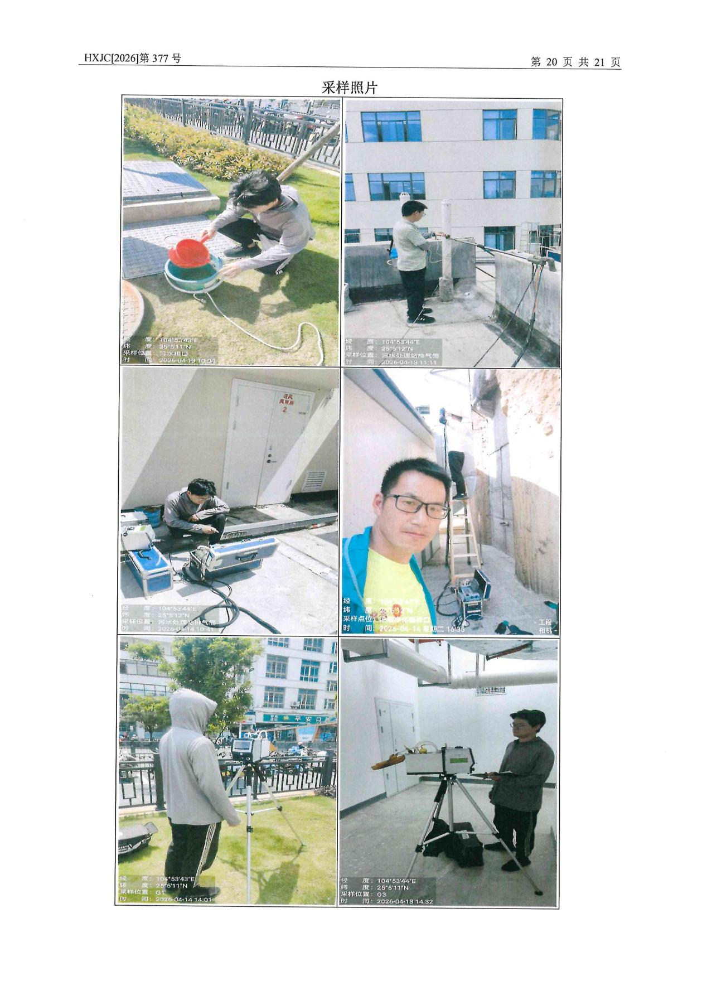 HXJC[2026]第 377 号
第 20 页 共 21 页
采样照片
经 度：104°53'43"E
纬 度：25°5'11"N
采样位置：污水排口
时 间：2026-04-13 10:04
经 度：104°53'44"E
纬 度：25°5'12"N
采样位置：污水处理站排气筒
时 间：2026-04-13 11:11
送风
风机房
2
经 度：104°53'44"E
纬 度：25°5'12"N
采样位置：污水处理站排气筒
时 间：2026-04-14 10:41
经 度：
纬 度：
采样点位：油烟净化器排口
时 间：2026-04-14 星期二 16:35
- 工程
相机 -
平安口
经 度：104°53'43"E
纬 度：25°5'11"N
采样位置：G1
时 间：2026-04-14 14:01
经 度：104°53'44"E
纬 度：25°5'11"N
采样位置：G3
时 间：2026-04-13 14:32